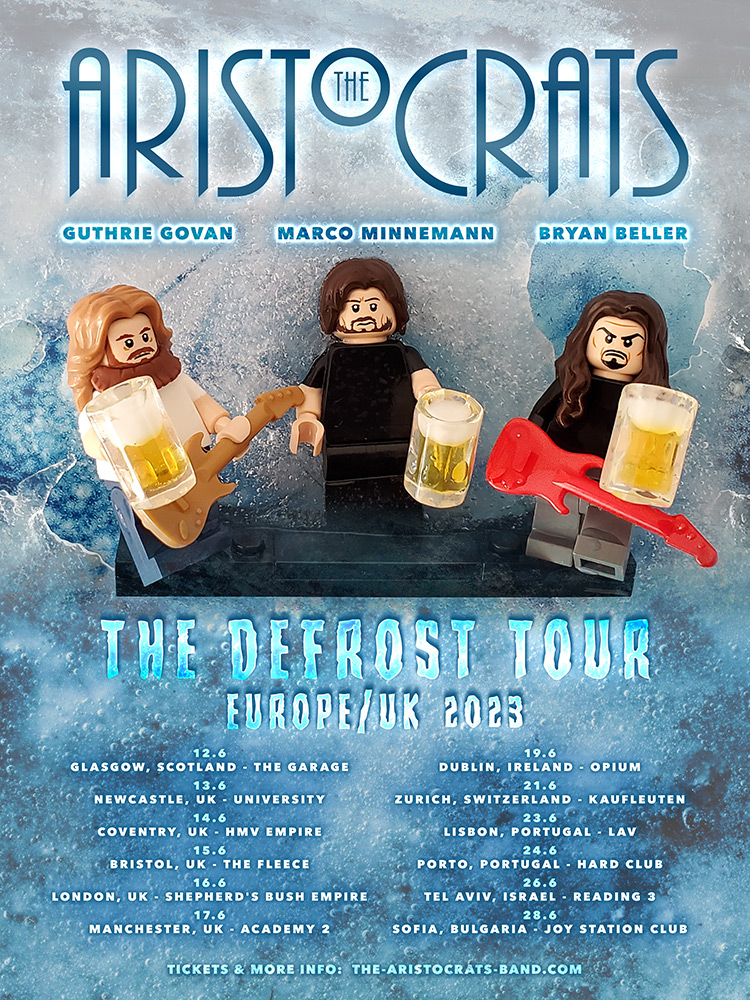 THE
ARISTOCRATS
GUTHRIE GOVAN MARCO MINNEMANN BRYAN BELLER
THE DEFROST TOUR
EUROPE/UK 2023
12.6
GLASGOW, SCOTLAND - THE GARAGE
13.6
NEWCASTLE, UK - UNIVERSITY
14.6
COVENTRY, UK - HMV EMPIRE
15.6
BRISTOL, UK - THE FLEECE
16.6
LONDON, UK - SHEPHERD'S BUSH EMPIRE
17.6
MANCHESTER, UK - ACADEMY 2
19.6
DUBLIN, IRELAND - OPIUM
21.6
ZURICH, SWITZERLAND - KAUFLEUTEN
23.6
LISBON, PORTUGAL - LAV
24.6
PORTO, PORTUGAL - HARD CLUB
26.6
TEL AVIV, ISRAEL - READING 3
28.6
SOFIA, BULGARIA - JOY STATION CLUB
TICKETS & MORE INFO: THE-ARISTOCRATS-BAND.COM